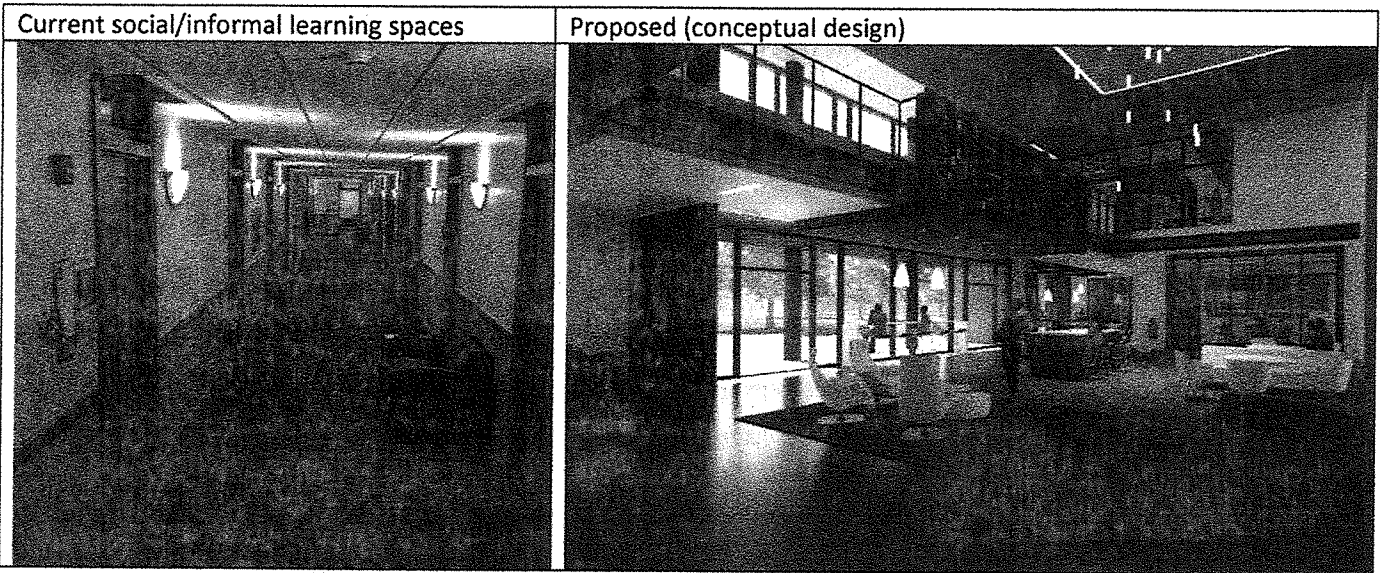 Current social/informal learning spaces
Proposed (conceptual design)